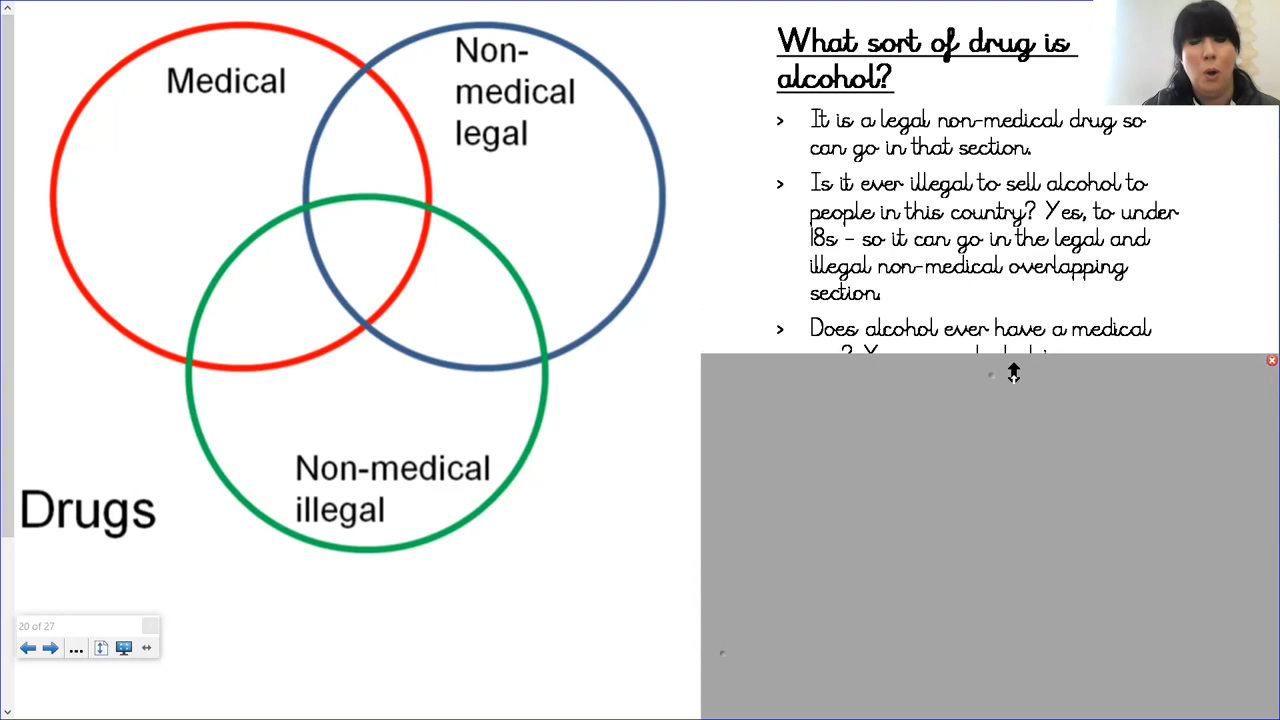 Medical
Non-
medical
legal
Non-medical
illegal
Drugs
What sort of drug is
alcohol?
> It is a legal non-medical drug so
can go in that section.
> Is it ever illegal to sell alcohol to
people in this country? Yes, to under
18s – so it can go in the legal and
illegal non-medical overlapping
section.
> Does alcohol ever have a medical
20 of 27
...